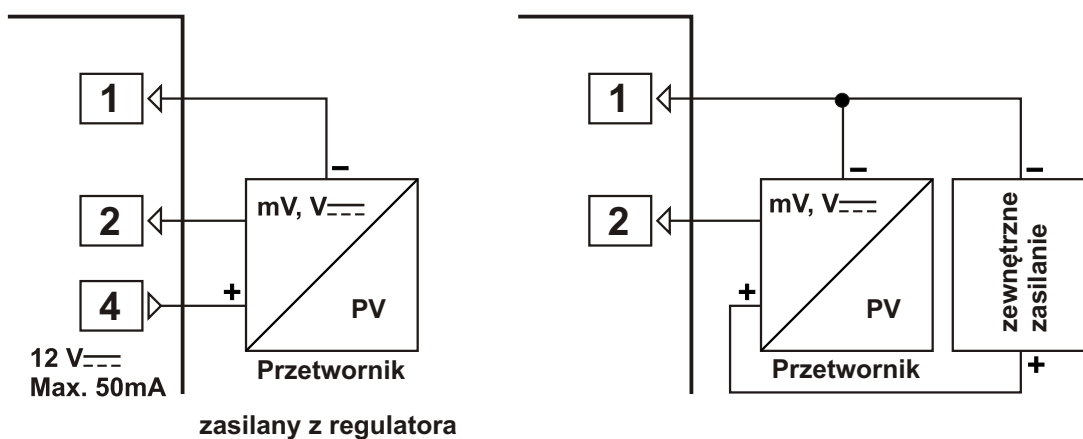 1
2
4
12 V
Max. 50mA
−
mV, V
+
PV
Przetwornik
zasilany z regulatora
1
2
−
mV, V
+
PV
Przetwornik
−
zewnętrzne
zasilanie
+